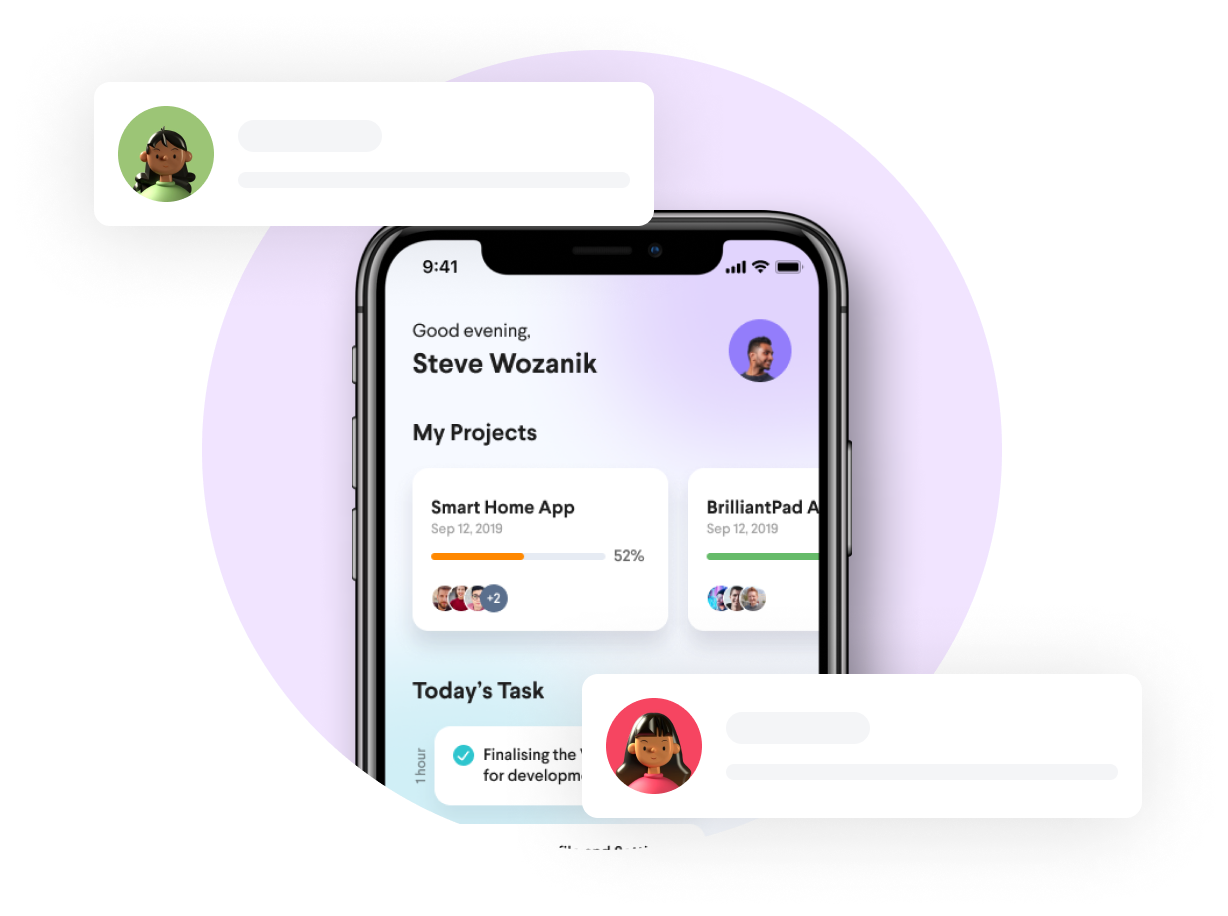 9:41
Good evening,
Steve Wozanik
My Projects
Smart Home App
Sep 12, 2019
52%
+2
BrilliantPad A
Sep 12, 2019
Today’s Task
1 hour
Finalising the
for developm